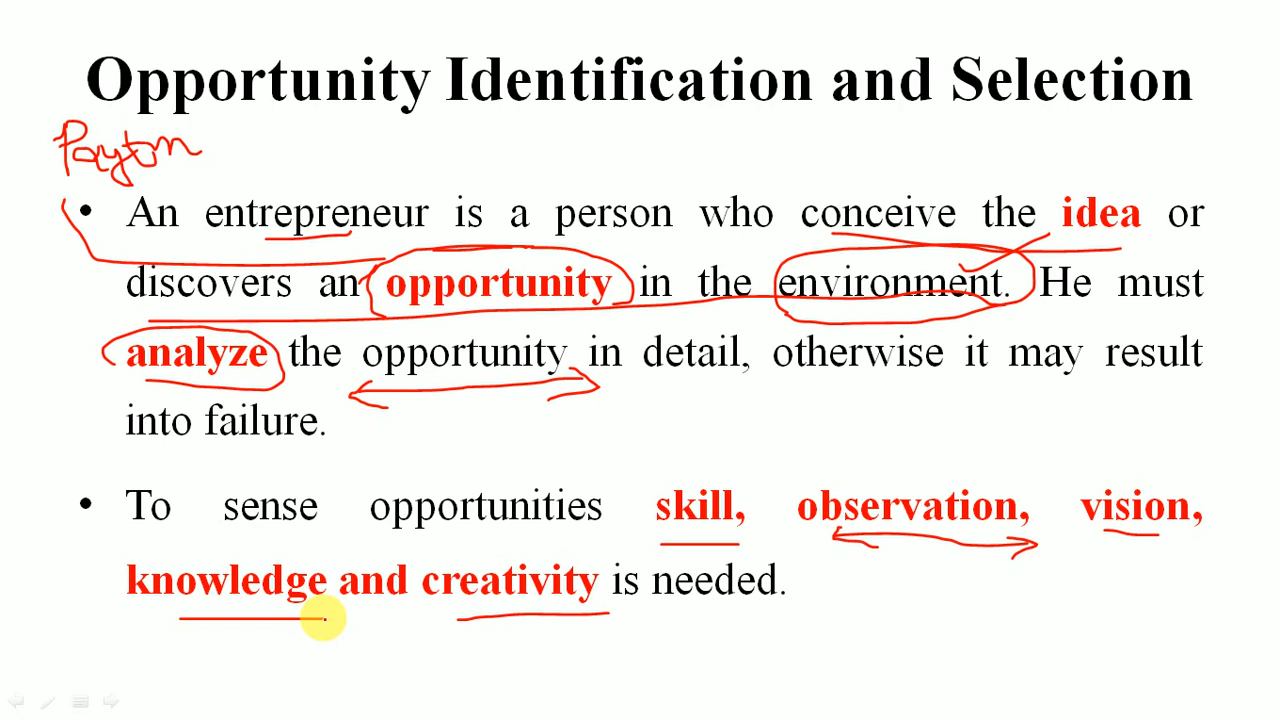 Opportunity Identification and Selection
Paytm
• An entrepreneur is a person who conceive the idea or
discovers an opportunity in the environment. He must
analyze the opportunity in detail, otherwise it may result
into failure.
• To sense opportunities skill, observation, vision,
knowledge and creativity is needed.